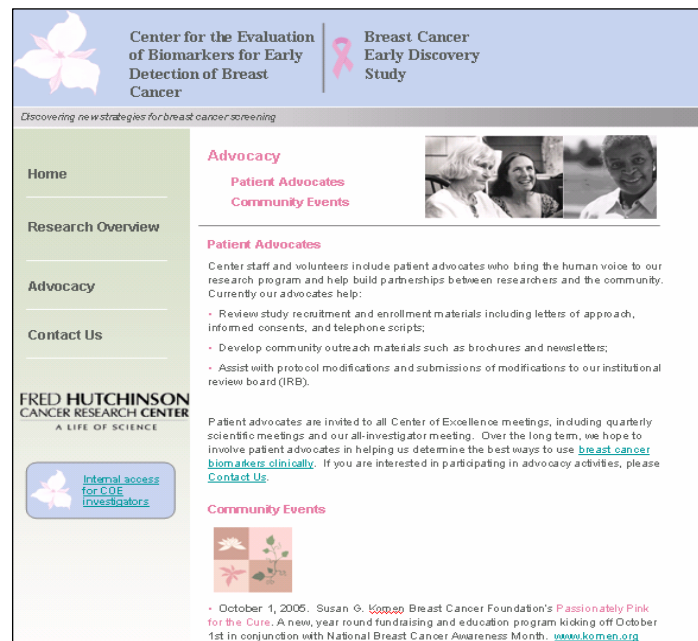 Center for the Evaluation
of Biomarkers for Early
Detection of Breast
Cancer
Breast Cancer
Early Discovery
Study
Discovering new strategies for breast cancer screening
Home
Research Overview
Advocacy
Contact Us
FRED HUTCHINSON
CANCER RESEARCH CENTER
A LIFE OF SCIENCE
Internal access
for COE
investigators
Advocacy
Patient Advocates
Community Events
Patient Advocates
Center staff and volunteers include patient advocates who bring the human voice to our
research program and help build partnerships between researchers and the community.
Currently our advocates help:
• Review study recruitment and enrollment materials including letters of approach,
informed consents, and telephone scripts;
• Develop community outreach materials such as brochures and newsletters;
• Assist with protocol modifications and submissions of modifications to our institutional
review board (IRB).
Patient advocates are invited to all Center of Excellence meetings, including quarterly
scientific meetings and our all-investigator meeting. Over the long term, we hope to
involve patient advocates in helping us determine the best ways to use breast cancer
biomarkers clinically. If you are interested in participating in advocacy activities, please
Contact Us.
Community Events
• October 1, 2005. Susan G. Komen Breast Cancer Foundation's Passionately Pink
for the Cure. A new, year round fundraising and education program kicking off October
1st in conjunction with National Breast Cancer Awareness Month. www.komen.org